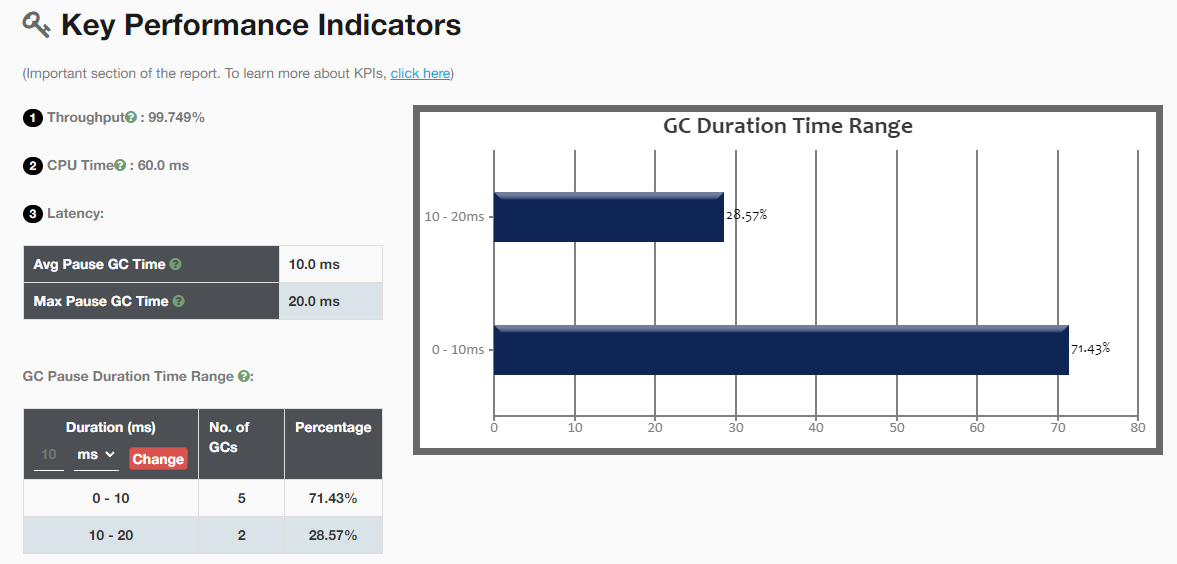 Key Performance Indicators
(Important section of the report. To learn more about KPIs, click here)
1 Throughput? : 99.749%
2 CPU Time? : 60.0 ms
3 Latency:
Avg Pause GC Time ? 10.0 ms
Max Pause GC Time ? 20.0 ms
GC Pause Duration Time Range ?:
Duration (ms) No. of GCs Percentage
10 ms Change
0 - 10 5 71.43%
10 - 20 2 28.57%
GC Duration Time Range
10 - 20ms 28.57%
0 - 10ms 71.43%
0 10 20 30 40 50 60 70 80